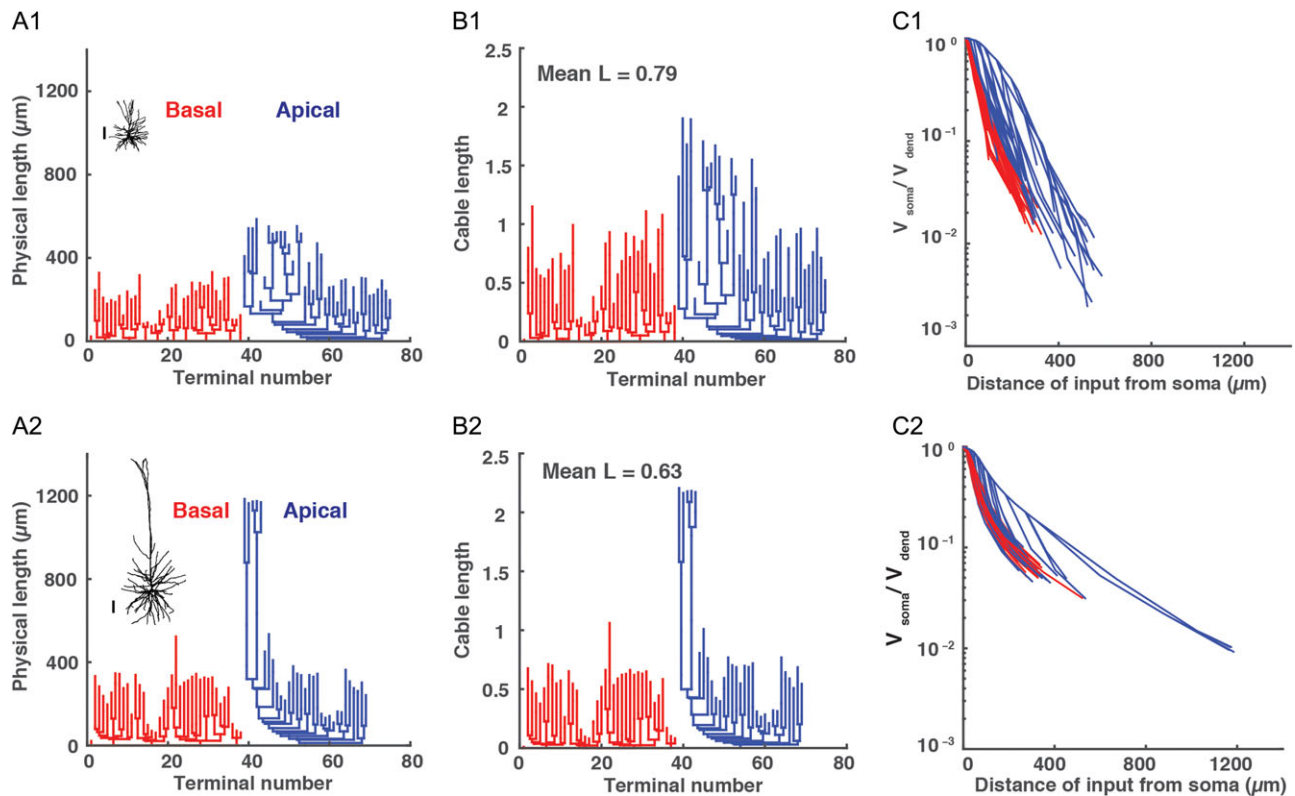 A1
Physical length (µm)
1200
800
400
0
Basal
Apical
0 20 40 60 80
Terminal number
B1
Cable length
2.5
2
1.5
1
0.5
0
Mean L = 0.79
0 20 40 60 80
Terminal number
C1
V soma/ V dend
10 0
10 -1
10 -2
10 -3
0 400 800 1200
Distance of input from soma (µm)
A2
Physical length (µm)
1200
800
400
0
Basal
Apical
0 20 40 60 80
Terminal number
B2
Cable length
2.5
2
1.5
1
0.5
0
Mean L = 0.63
0 20 40 60 80
Terminal number
C2
V soma/ V dend
10 0
10 -1
10 -2
10 -3
0 400 800 1200
Distance of input from soma (µm)